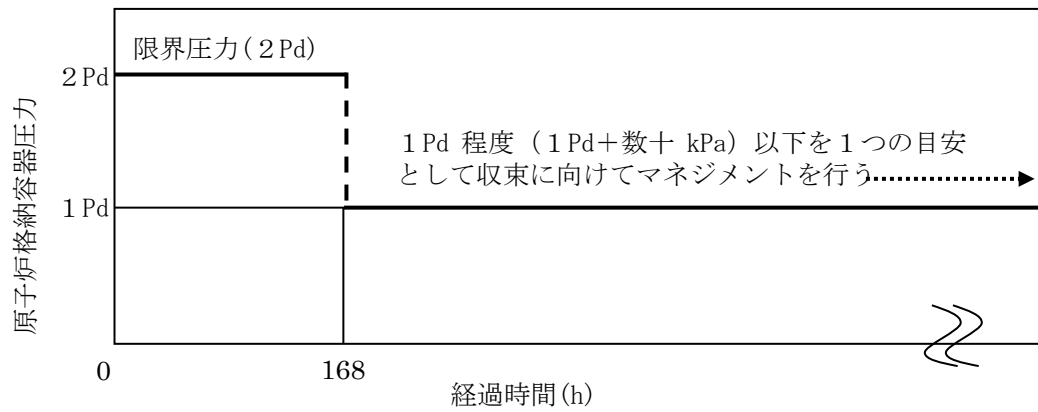 限界圧力(２Pd)
２Pd
１Pd 程度（１Pd＋数十 kPa）以下を１つの目安
として収束に向けてマネジメントを行う
１Pd
原子炉格納容器圧力
0
168
経過時間(h)